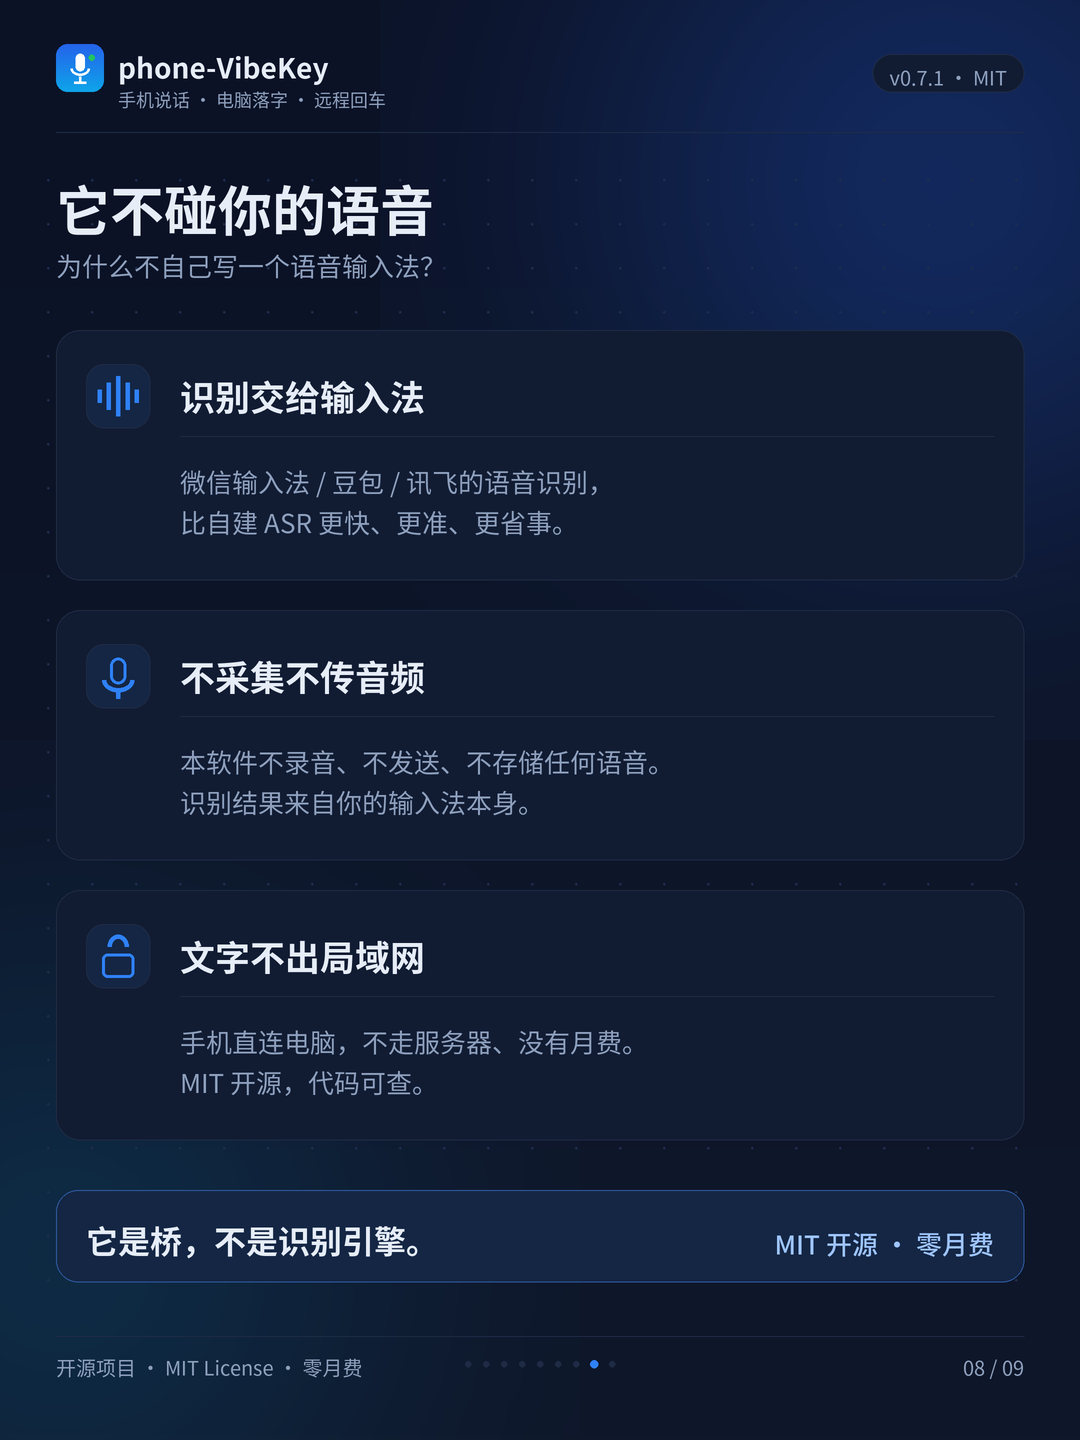 phone-VibeKey
手机说话 • 电脑落字 • 远程回车
v0.7.1 • MIT
它不碰你的语音
为什么不自己写一个语音输入法？
识别交给输入法
微信输入法 / 豆包 / 讯飞的语音识别，
比自建 ASR 更快、更准、更省事。
不采集不传音频
本软件不录音、不发送、不存储任何语音。
识别结果来自你的输入法本身。
文字不出局域网
手机直连电脑，不走服务器、没有月费。
MIT 开源，代码可查。
它是桥，不是识别引擎。
MIT 开源 • 零月费
开源项目 • MIT License • 零月费
08 / 09